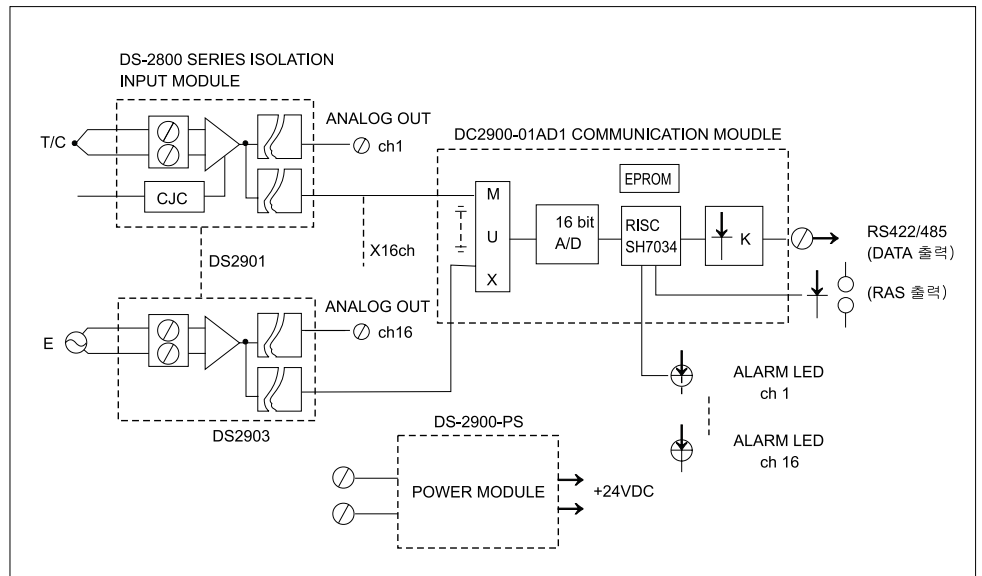 DS-2800 SERIES ISOLATION
INPUT MODULE
T/C
CJC
ANALOG OUT
ch1
X16ch
DS2901
DC2900-01AD1 COMMUNICATION MOUDLE
M
U
X
16 bit
A/D
EPROM
RISC
SH7034
K
RS422/485
(DATA 출력)
(RAS 출력)
E
ANALOG OUT
ch16
DS2903
ALARM LED
ch 1
ALARM LED
ch 16
DS-2900-PS
POWER MODULE
+24VDC